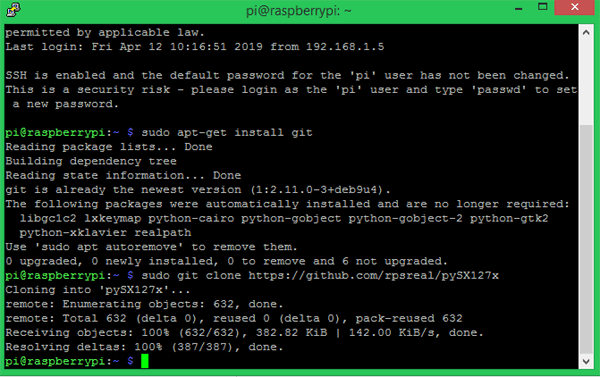 pi@raspberrypi: ~
permitted by applicable law.
Last login: Fri Apr 12 10:16:51 2019 from 192.168.1.5
SSH is enabled and the default password for the 'pi' user has not been changed.
This is a security risk - please login as the 'pi' user and type 'passwd' to set
a new password.
pi@raspberrypi:~ $ sudo apt-get install git
Reading package lists... Done
Building dependency tree
Reading state information... Done
git is already the newest version (1:2.11.0-3+deb9u4).
The following packages were automatically installed and are no longer required:
libgc1c2 lxkeymap python-cairo python-gobject python-gobject-2 python-gtk2
python-xklavier realpath
Use 'sudo apt autoremove' to remove them.
0 upgraded, 0 newly installed, 0 to remove and 6 not upgraded.
pi@raspberrypi:~ $ sudo git clone https://github.com/rpsreal/pySX127x
Cloning into 'pySX127x'...
remote: Enumerating objects: 632, done.
remote: Total 632 (delta 0), reused 0 (delta 0), pack-reused 632
Receiving objects: 100% (632/632), 382.82 KiB | 142.00 KiB/s, done.
Resolving deltas: 100% (387/387), done.
pi@raspberrypi:~ $